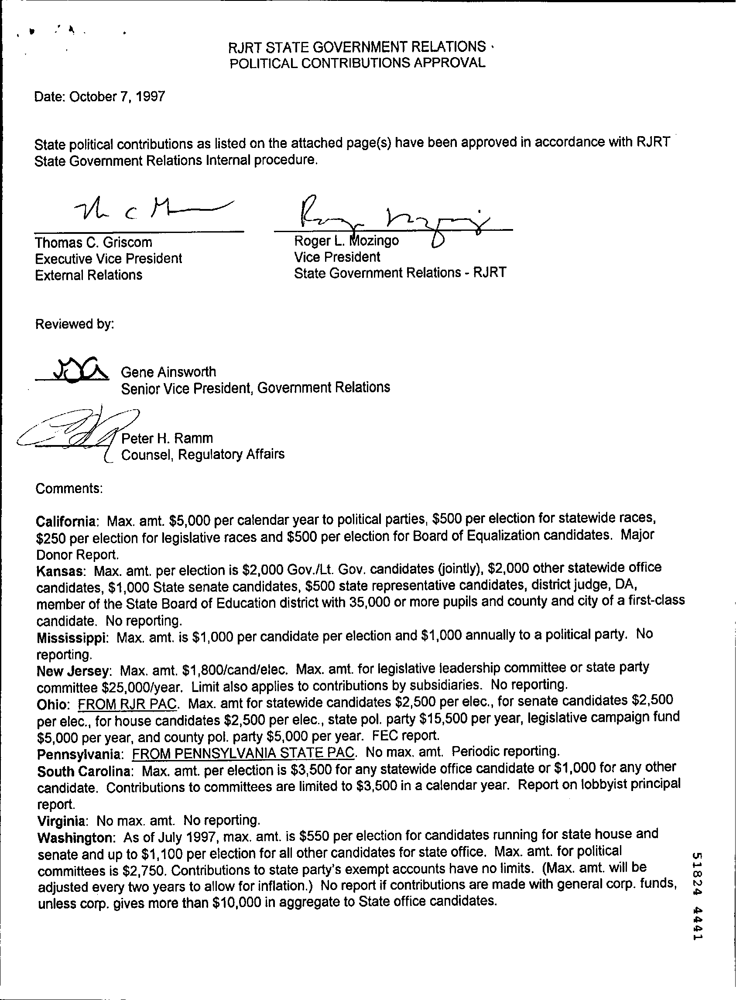 RJRT STATE GOVERNMENT RELATIONS
POLITICAL CONTRIBUTIONS APPROVAL
Date: October 7, 1997
State political contributions as listed on the attached page(s) have been approved in accordance with RJRT
State Government Relations Internal procedure.
Thomas C. Griscom
Executive Vice President
External Relations
Roger L. Mozingo
Vice President
State Government Relations - RJRT
Reviewed by:
Gene Ainsworth
Senior Vice President, Government Relations
Peter H. Ramm
Counsel, Regulatory Affairs
Comments:
California: Max. amt. $5,000 per calendar year to political parties, $500 per election for statewide races,
$250 per election for legislative races and $500 per election for Board of Equalization candidates. Major
Donor Report.
Kansas: Max. amt. per election is $2,000 Gov./Lt. Gov. candidates (jointly), $2,000 other statewide office
candidates, $1,000 State senate candidates, $500 state representative candidates, district judge, DA,
member of the State Board of Education district with 35,000 or more pupils and county and city of a first-class
candidate. No reporting.
Mississippi: Max. amt. is $1,000 per candidate per election and $1,000 annually to a political party. No
reporting.
New Jersey: Max. amt. $1,800/cand/elec. Max. amt. for legislative leadership committee or state party
committee $25,000/year. Limit also applies to contributions by subsidiaries. No reporting.
Ohio: FROM RJR PAC. Max. amt for statewide candidates $2,500 per elec., for senate candidates $2,500
per elec., for house candidates $2,500 per elec., state pol. party $15,500 per year, legislative campaign fund
$5,000 per year, and county pol. party $5,000 per year. FEC report.
Pennsylvania: FROM PENNSYLVANIA STATE PAC. No max. amt. Periodic reporting.
South Carolina: Max. amt. per election is $3,500 for any statewide office candidate or $1,000 for any other
candidate. Contributions to committees are limited to $3,500 in a calendar year. Report on lobbyist principal
report.
Virginia: No max. amt. No reporting.
Washington: As of July 1997, max. amt. is $550 per election for candidates running for state house and
senate and up to $1,100 per election for all other candidates for state office. Max. amt. for political
committees is $2,750. Contributions to state party's exempt accounts have no limits. (Max. amt. will be
adjusted every two years to allow for inflation.) No report if contributions are made with general corp. funds,
unless corp. gives more than $10,000 in aggregate to State office candidates.
51824 4441